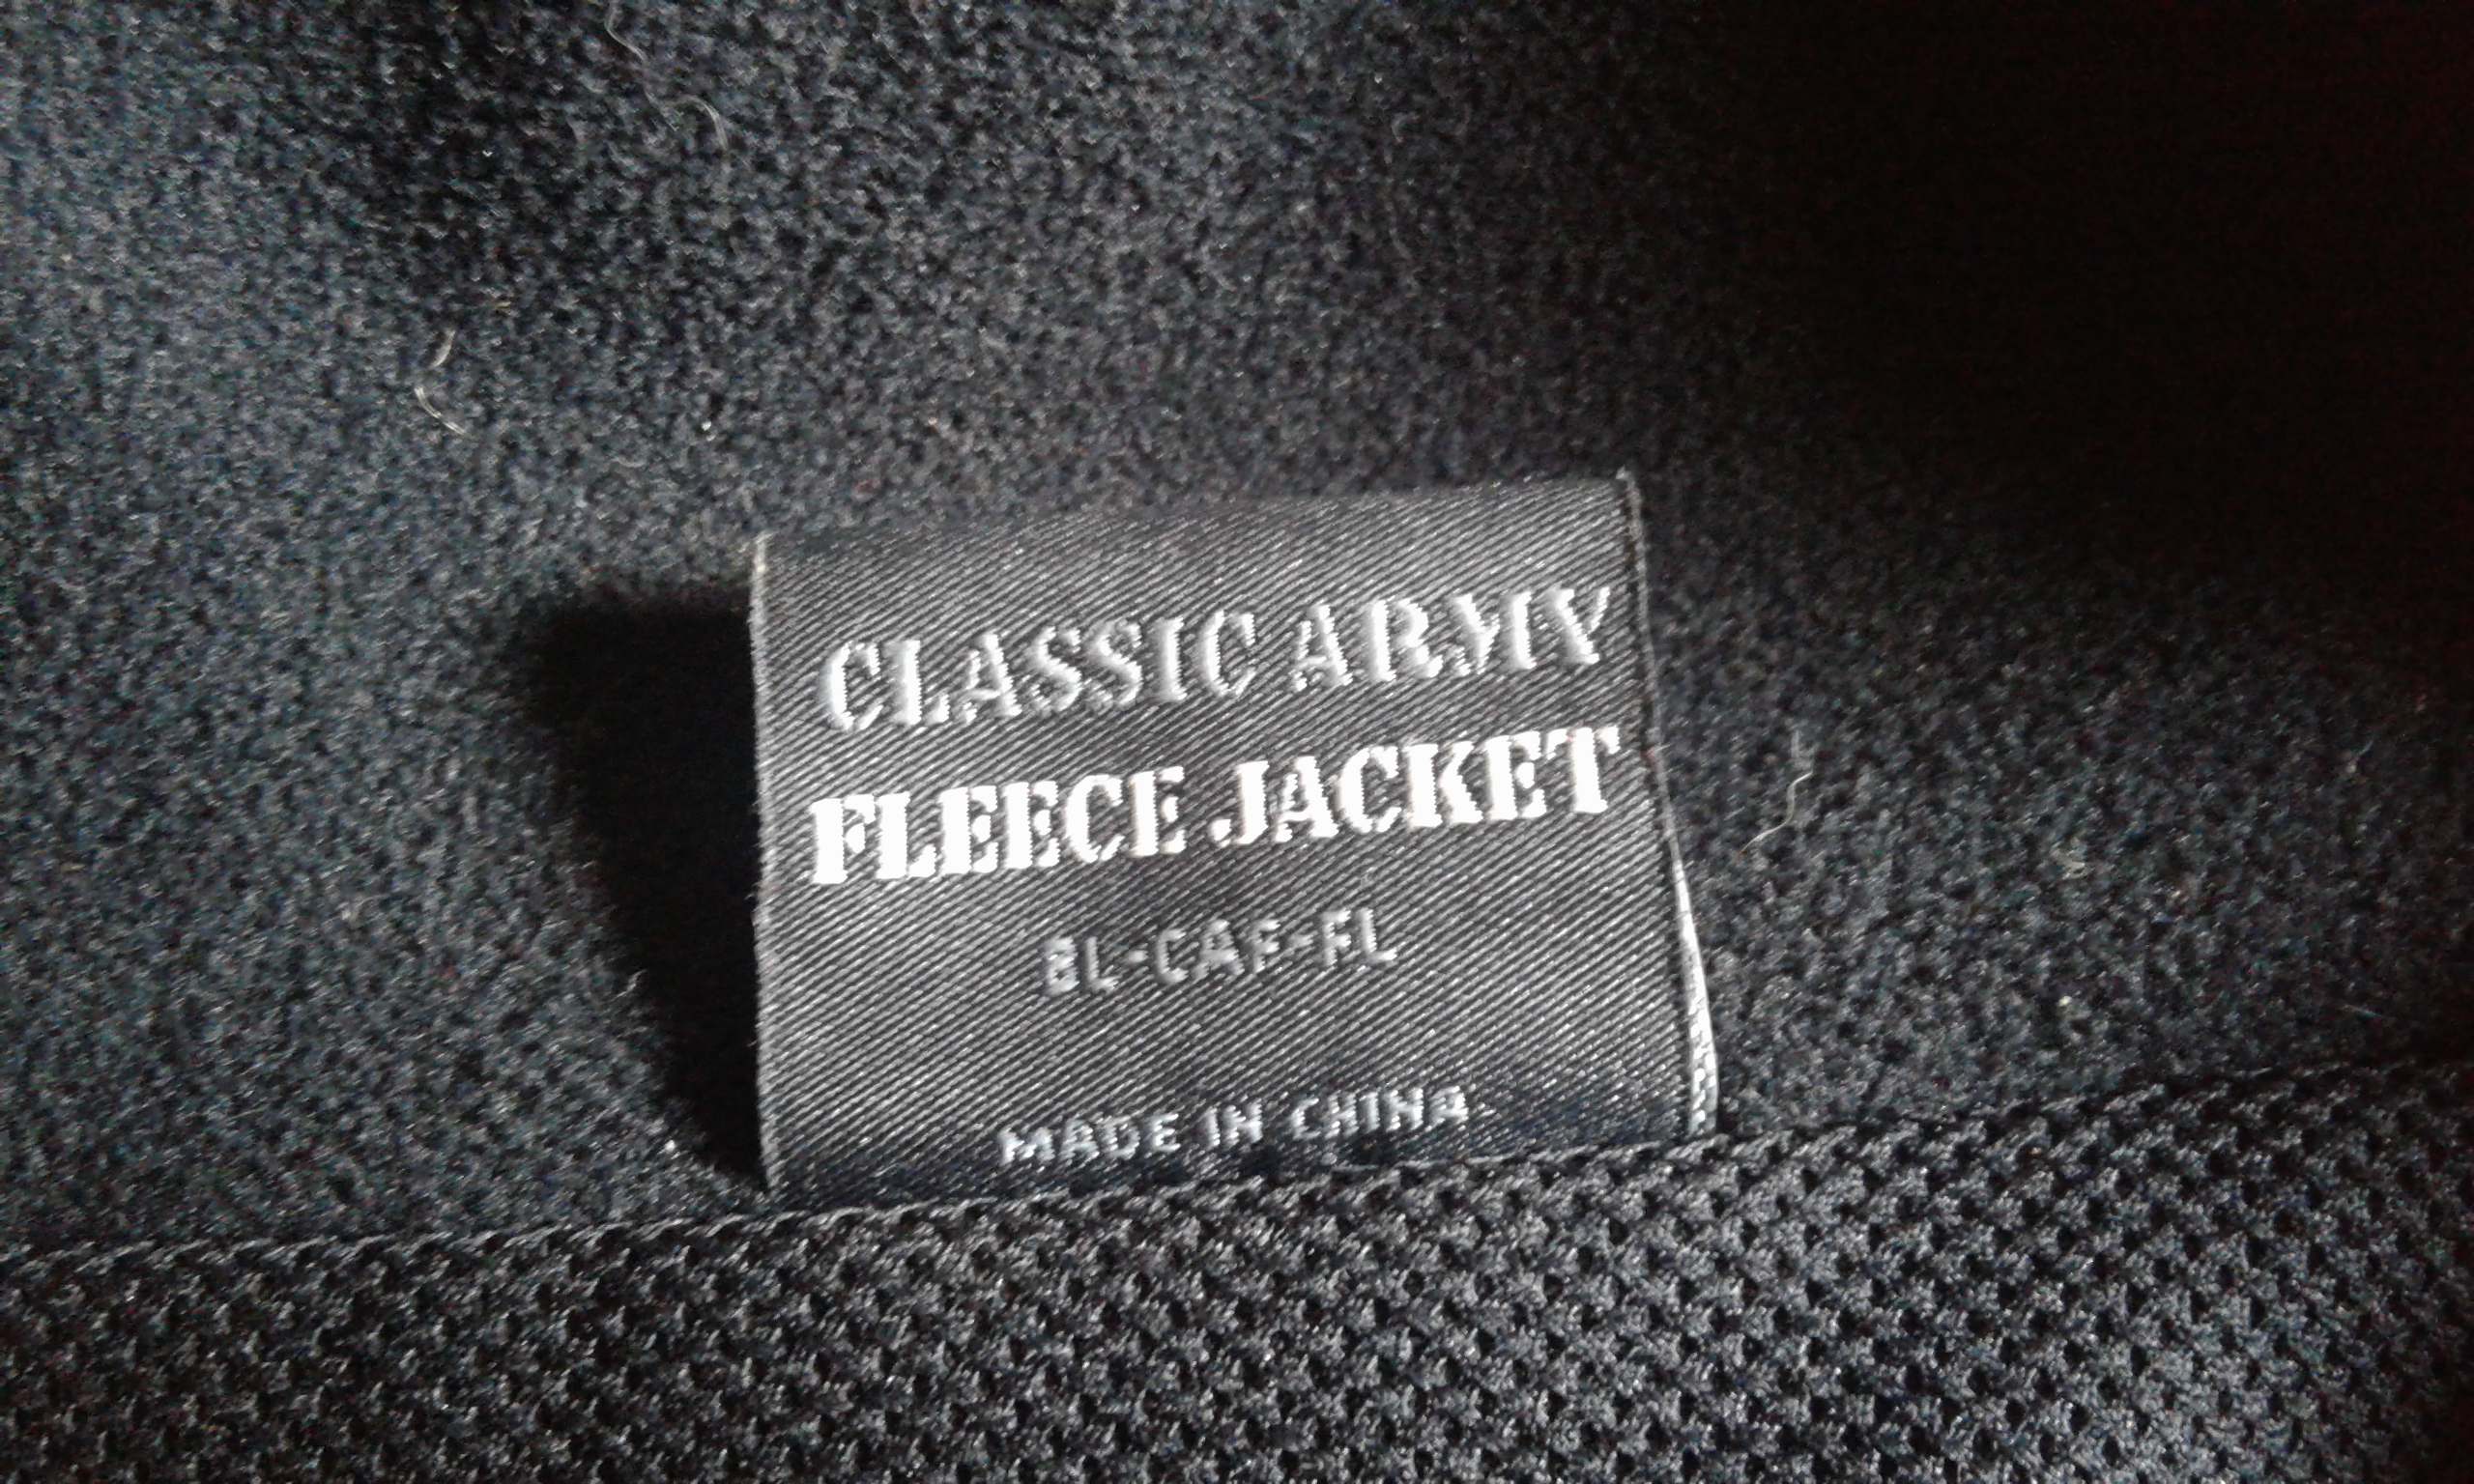 CLASSIC ARMY
FLEECE JACKET
BL-CAF-FL
MADE IN CHINA